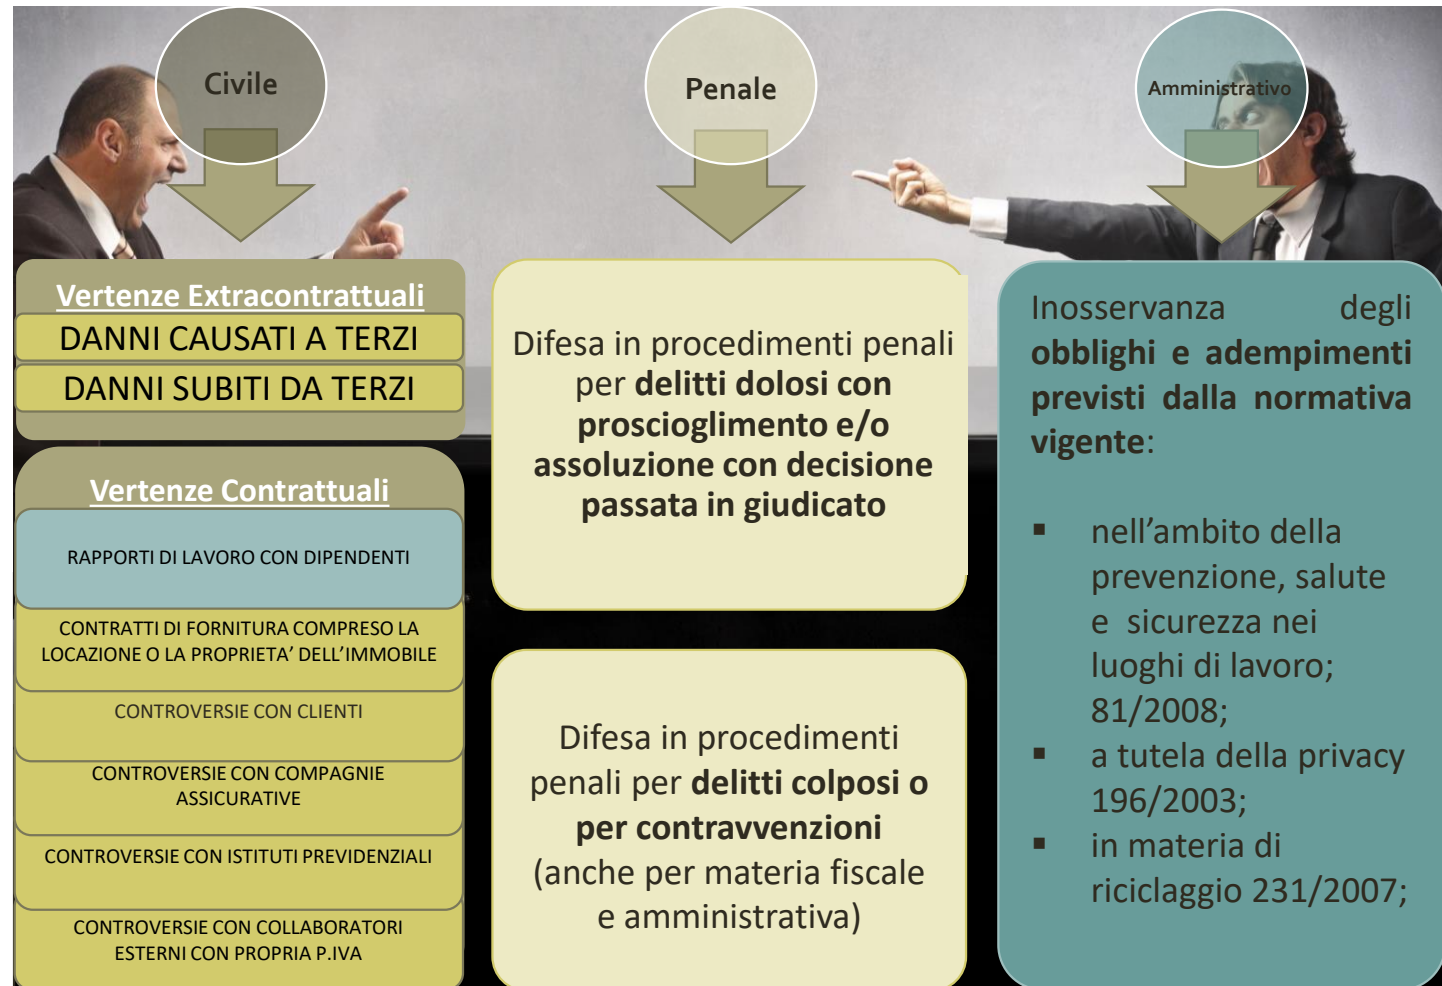 Civile
Vertenze Extracontrattuali
DANNI CAUSATI A TERZI
DANNI SUBITI DA TERZI
Vertenze Contrattuali
RAPPORTI DI LAVORO CON DIPENDENTI
CONTRATTI DI FORNITURA COMPRESO LA
LOCAZIONE O LA PROPRIETA’ DELL’IMMOBILE
CONTROVERSIE CON CLIENTI
CONTROVERSIE CON COMPAGNIE
ASSICURATIVE
CONTROVERSIE CON ISTITUTI PREVIDENZIALI
CONTROVERSIE CON COLLABORATORI
ESTERNI CON PROPRIA P.IVA
Penale
Difesa in procedimenti penali
per delitti dolosi con
proscioglimento e/o
assoluzione con decisione
passata in giudicato
Difesa in procedimenti
penali per delitti colposi o
per contravvenzioni
(anche per materia fiscale
e amministrativa)
Amministrativo
Inosservanza degli
obblighi e adempimenti
previsti dalla normativa
vigente:
▪ nell’ambito della
prevenzione, salute
e sicurezza nei
luoghi di lavoro;
81/2008;
▪ a tutela della privacy
196/2003;
▪ in materia di
riciclaggio 231/2007;